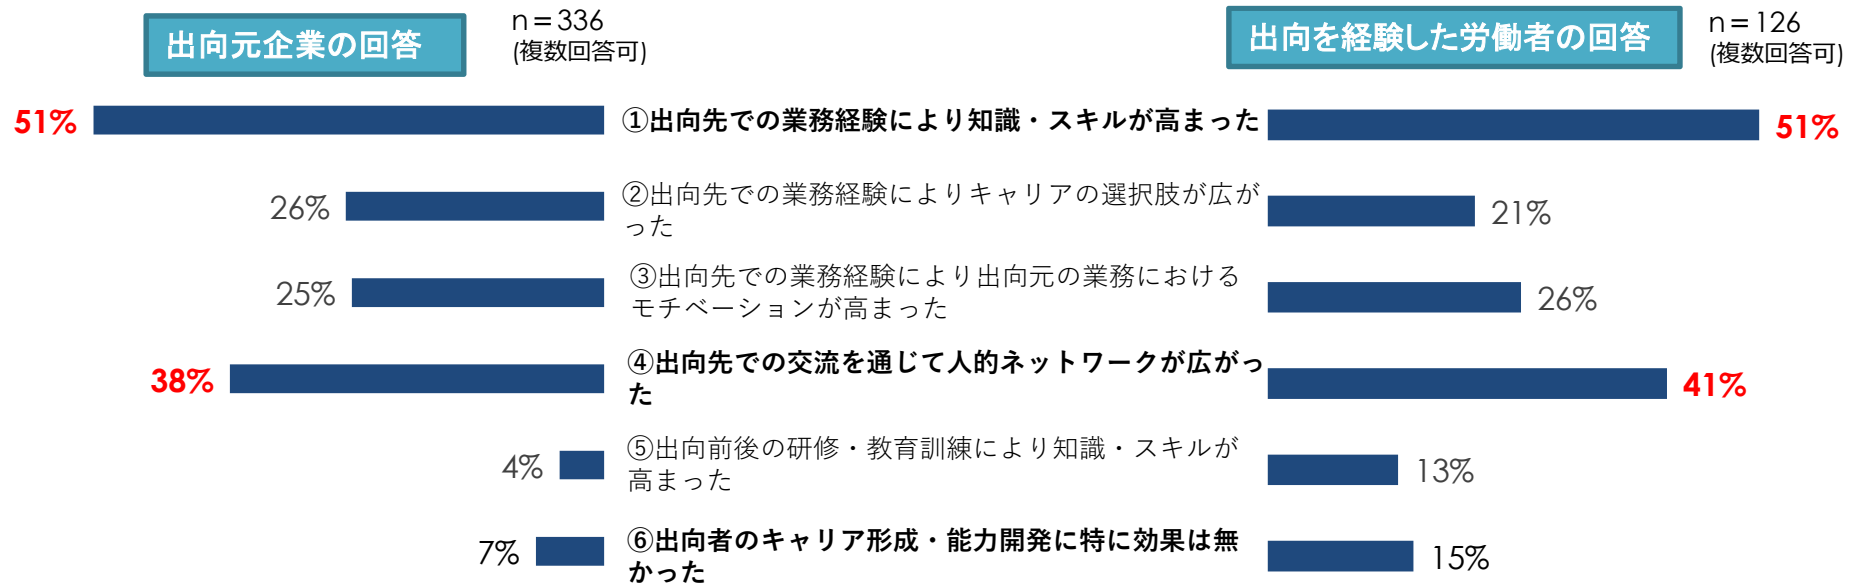 出向元企業の回答
n＝336
(複数回答可)
出向を経験した労働者の回答
n＝126
(複数回答可)
51%
①出向先での業務経験により知識・スキルが高まった
51%
26%
②出向先での業務経験によりキャリアの選択肢が広が
った
21%
25%
③出向先での業務経験により出向元の業務における
モチベーションが高まった
26%
38%
④出向先での交流を通じて人的ネットワークが広がっ
た
41%
4%
⑤出向前後の研修・教育訓練により知識・スキルが
高まった
13%
7%
⑥出向者のキャリア形成・能力開発に特に効果は無
かった
15%